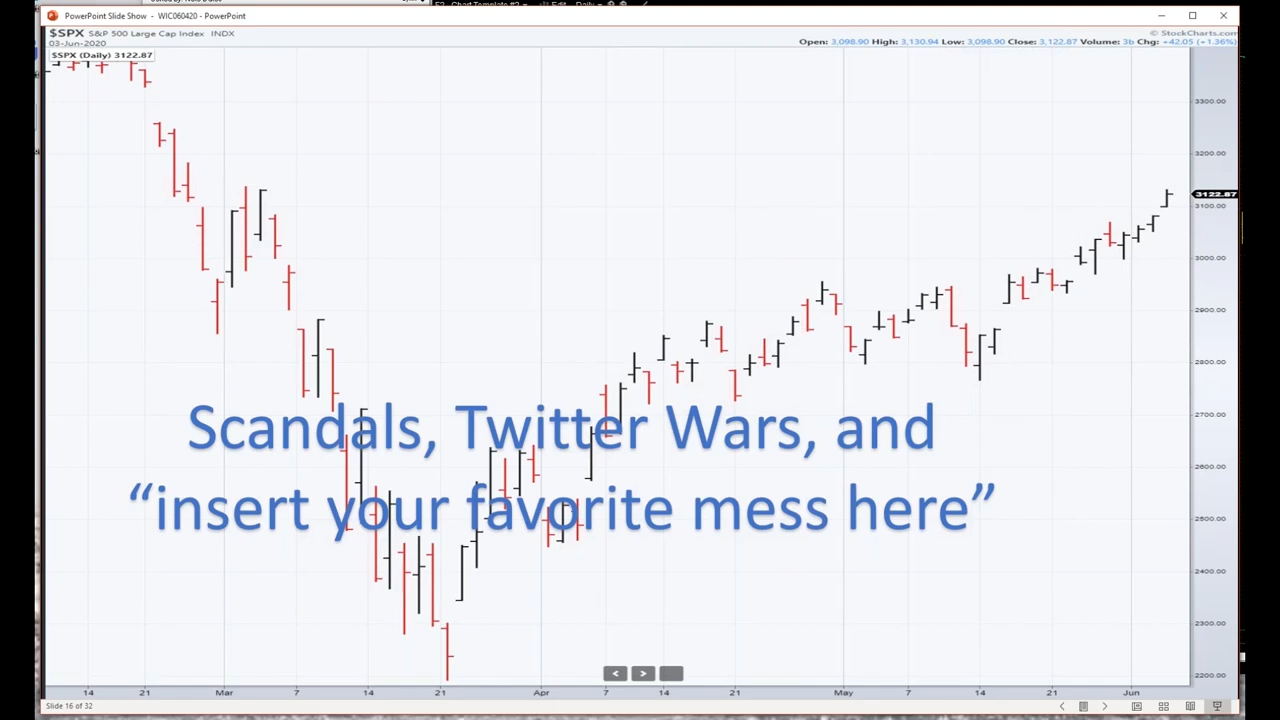 PowerPoint Slide Show - WIC060420 - PowerPoint
$SPX S&P 500 Large Cap Index INDX
© StockCharts.com
03-Jun-2020
Open: 3,098.90 High: 3,130.94 Low: 3,098.90 Close: 3,122.87 Volume: 3b Chg: +42.05 (+1.36%)
$SPX (Daily) 3122.87
3300.00
3200.00
3122.87
3100.00
3000.00
2900.00
2800.00
2700.00
2600.00
2500.00
2400.00
2300.00
2200.00
Scandals, Twitter Wars, and
“insert your favorite mess here”
14 21 Mar 7 14 21 Apr 7 14 21 May 7 14 21 Jun
Slide 16 of 32